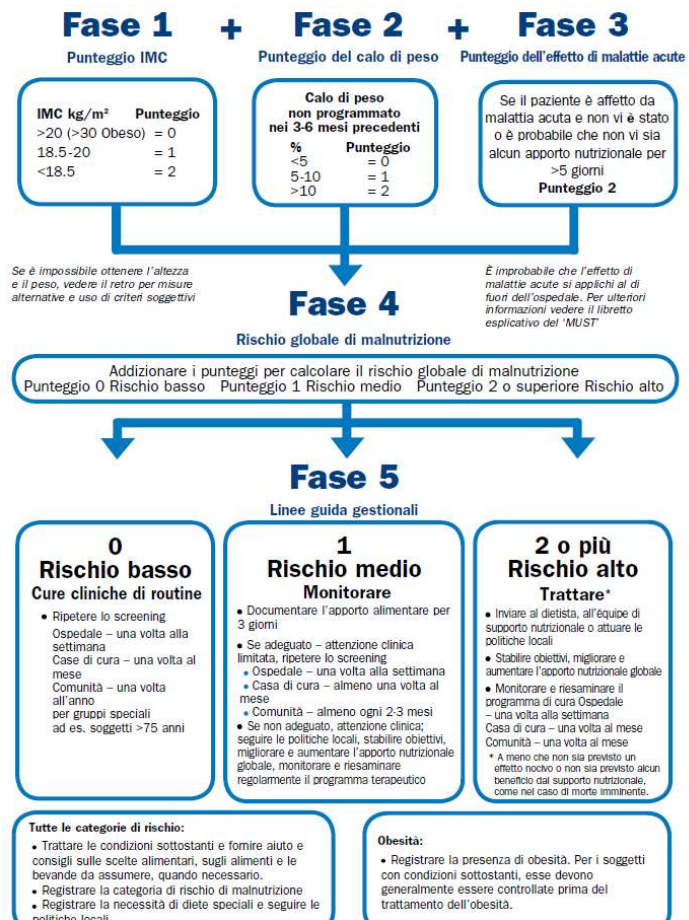 Fase 1 + Fase 2 + Fase 3
Punteggio IMC
Punteggio del calo di peso
Punteggio dell'effetto di malattie acute
IMC kg/m² Punteggio
>20 (>30 Obeso) = 0
18.5-20 = 1
<18.5 = 2
Calo di peso
non programmato
nei 3-6 mesi precedenti
% Punteggio
<5 = 0
5-10 = 1
>10 = 2
Se il paziente è affetto da
malattia acuta e non vi è stato
o è probabile che non vi sia
alcun apporto nutrizionale per
>5 giorni
Punteggio 2
Se è impossibile ottenere l'altezza
e il peso, vedere il retro per misure
alternative e uso di criteri soggettivi
È improbabile che l'effetto di
malattie acute si applichi al di
fuori dell'ospedale. Per ulteriori
informazioni vedere il libretto
esplicativo del 'MUST'
Fase 4
Rischio globale di malnutrizione
Addizionare i punteggi per calcolare il rischio globale di malnutrizione
Punteggio 0 Rischio basso Punteggio 1 Rischio medio Punteggio 2 o superiore Rischio alto
Fase 5
Linee guida gestionali
0
Rischio basso
Cure cliniche di routine
• Ripetere lo screening
Ospedale – una volta alla
settimana
Case di cura – una volta al
mese
Comunità – una volta
all'anno
per gruppi speciali
ad es. soggetti >75 anni
1
Rischio medio
Monitorare
• Documentare l'apporto alimentare per
3 giorni
• Se adeguato – attenzione clinica
limitata, ripetere lo screening
• Ospedale – una volta alla settimana
• Casa di cura – almeno una volta al
mese
• Comunità – almeno ogni 2-3 mesi
• Se non adeguato, attenzione clinica;
seguire le politiche locali, stabilire obiettivi,
migliorare e aumentare l'apporto nutrizionale
globale, monitorare e riesaminare
regolarmente il programma terapeutico
2 o più
Rischio alto
Trattare*
• Inviare al dietista, all'équipe di
supporto nutrizionale o attuare le
politiche locali
• Stabilire obiettivi, migliorare e
aumentare l'apporto nutrizionale globale
• Monitorare e riesaminare il
programma di cura Ospedale
– una volta alla settimana
Casa di cura – una volta al mese
Comunità – una volta al mese
* A meno che non sia previsto un
effetto nocivo o non sia previsto alcun
beneficio dal supporto nutrizionale,
come nel caso di morte imminente.
Tutte le categorie di rischio:
• Trattare le condizioni sottostanti e fornire aiuto e
consigli sulle scelte alimentari, sugli alimenti e le
bevande da assumere, quando necessario.
• Registrare la categoria di rischio di malnutrizione
• Registrare la necessità di diete speciali e seguire le
politiche locali
Obesità:
• Registrare la presenza di obesità. Per i soggetti
con condizioni sottostanti, esse devono
generalmente essere controllate prima del
trattamento dell'obesità.